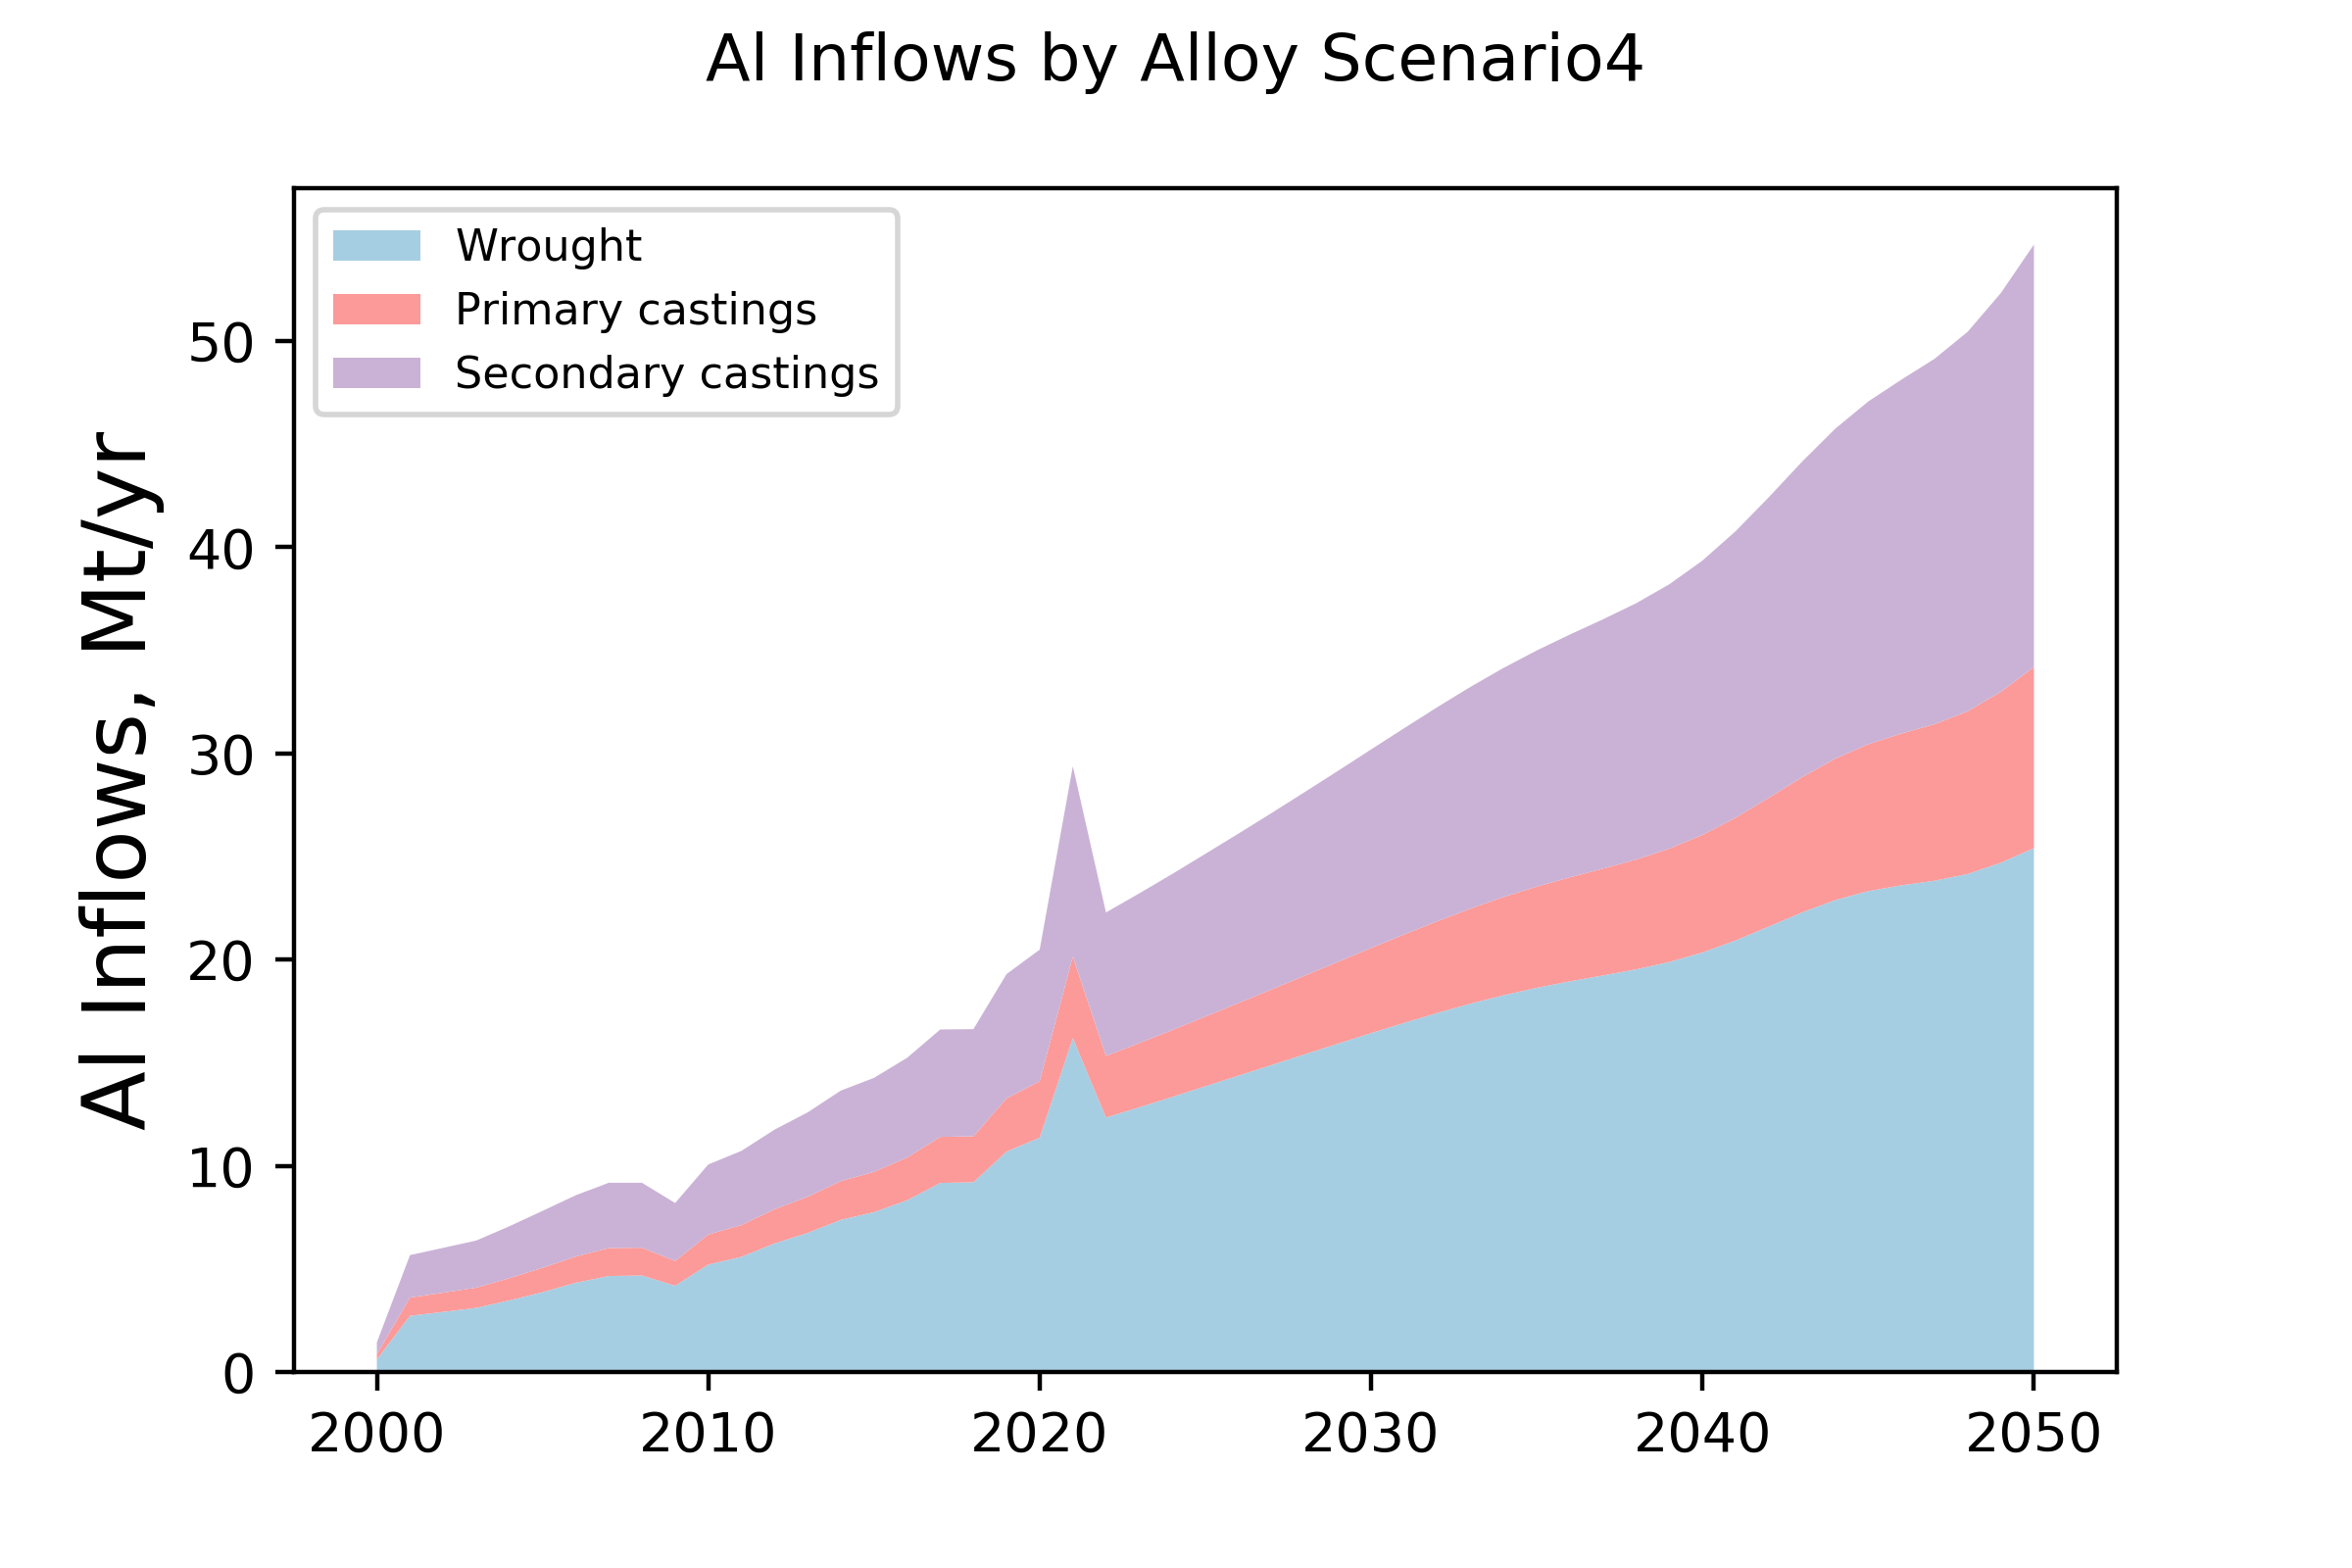 Al Inflows by Alloy Scenario4
Wrought
Primary castings
Secondary castings
Al Inflows, Mt/yr
50
40
30
20
10
0
2000 2010 2020 2030 2040 2050